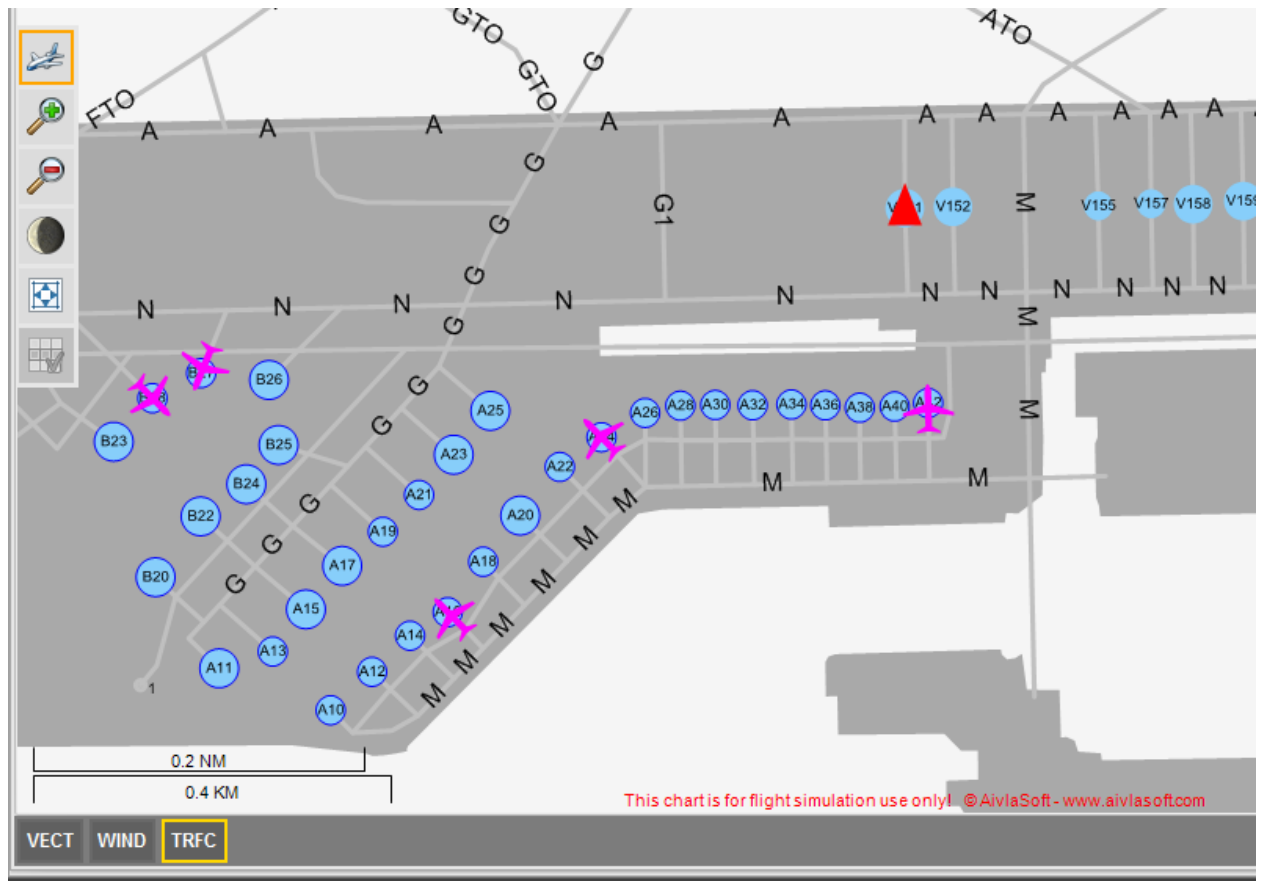 GTO
ATO
G
GTO
FTO
A A A A A A A A A A A
G
G1
M
V152 V155 V157 V158
G
G
N N N N N N N N N N N
G
M
B26
G
A25
A26 A28 A30 A32 A34 A36 A38 A40
M
G
B23 B25
A23
A22
B24
A21
M M
G
M
B22
A20
A19
M
G
A18
A17
B20
G
M
A15
M
A14
A13
M
A11
A12
1
M
A10
0.2 NM
0.4 KM
This chart is for flight simulation use only! © AivlaSoft - www.aivlasoft.com
VECT WIND TRFC